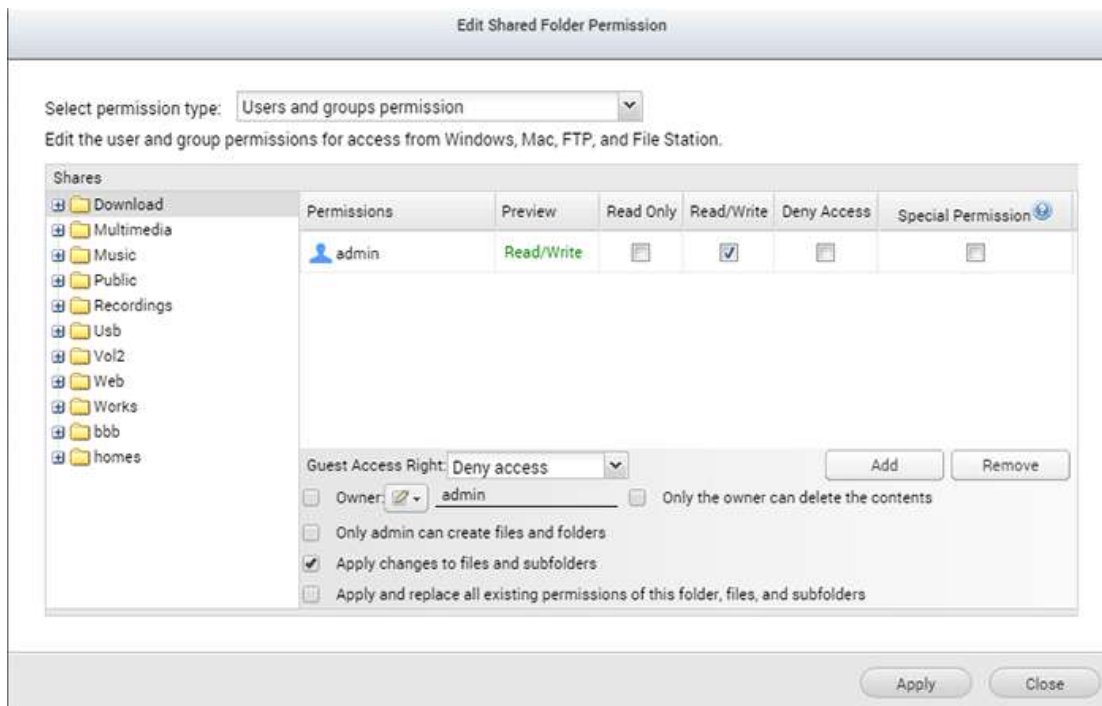 Edit Shared Folder Permission
Select permission type: Users and groups permission
Edit the user and group permissions for access from Windows, Mac, FTP, and File Station.
Shares
Download
Multimedia
Music
Public
Recordings
Usb
Vol2
Web
Works
bbb
homes
Permissions Preview Read Only Read/Write Deny Access Special Permission
admin Read/Write
Guest Access Right: Deny access Add Remove
Owner: admin Only the owner can delete the contents
Only admin can create files and folders
Apply changes to files and subfolders
Apply and replace all existing permissions of this folder, files, and subfolders
Apply Close